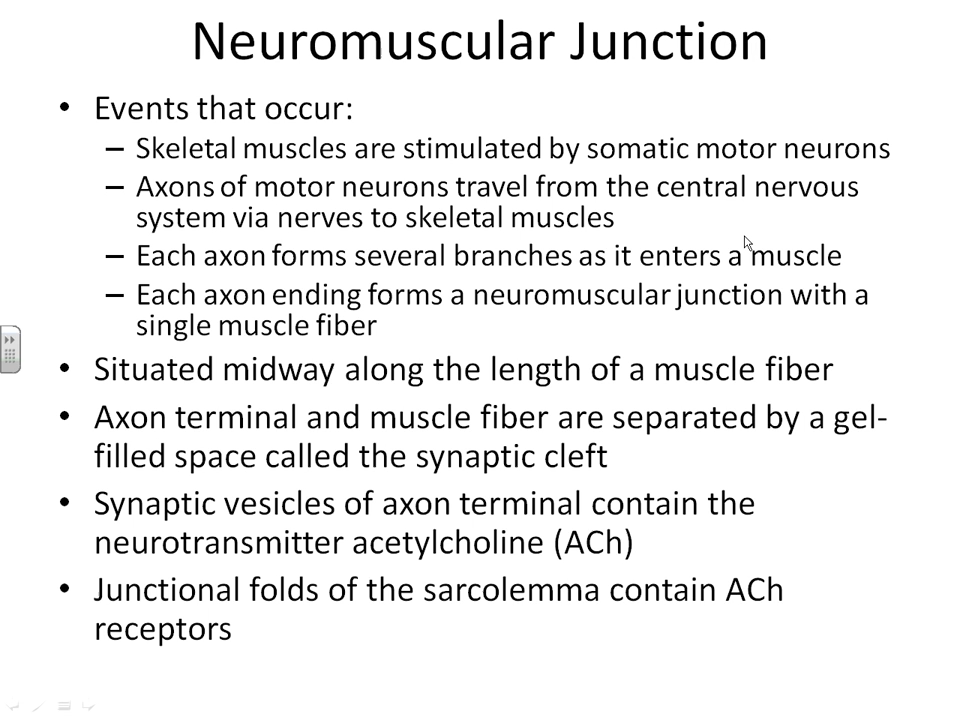 Neuromuscular Junction
• Events that occur:
– Skeletal muscles are stimulated by somatic motor neurons
– Axons of motor neurons travel from the central nervous
system via nerves to skeletal muscles
– Each axon forms several branches as it enters a muscle
– Each axon ending forms a neuromuscular junction with a
single muscle fiber
• Situated midway along the length of a muscle fiber
• Axon terminal and muscle fiber are separated by a gel-
filled space called the synaptic cleft
• Synaptic vesicles of axon terminal contain the
neurotransmitter acetylcholine (ACh)
• Junctional folds of the sarcolemma contain ACh
receptors